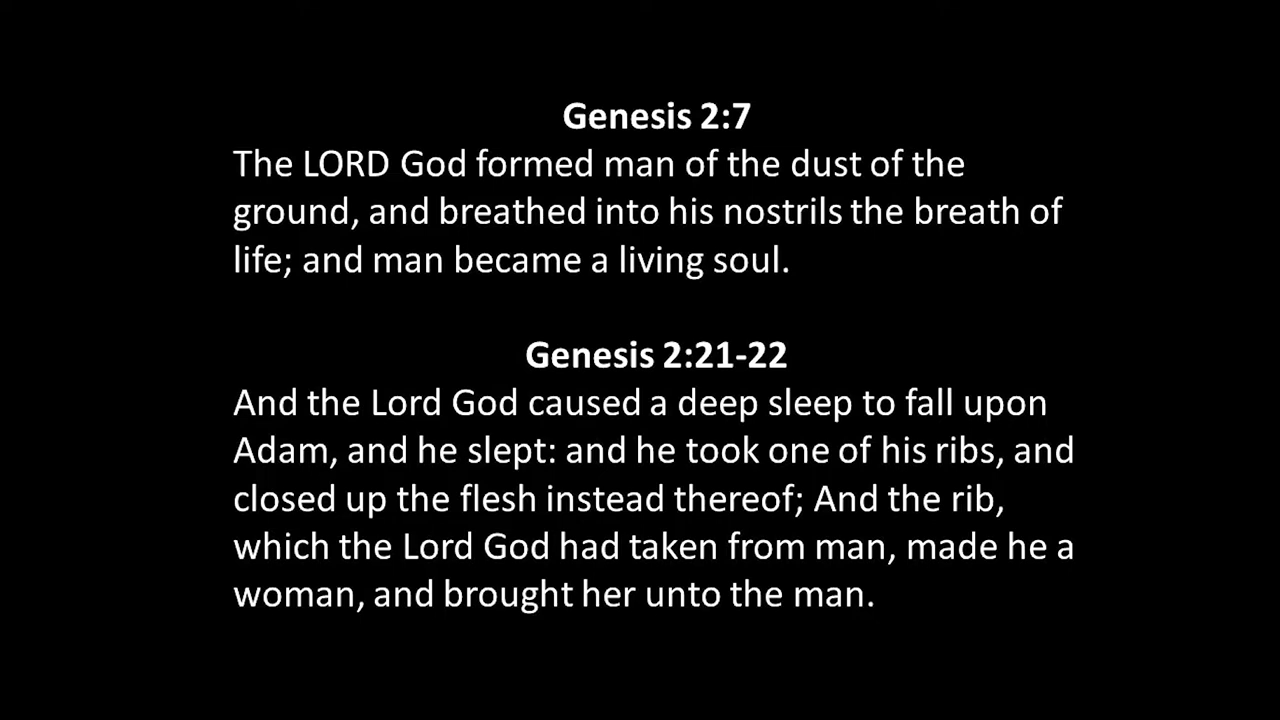 Genesis 2:7
The LORD God formed man of the dust of the
ground, and breathed into his nostrils the breath of
life; and man became a living soul.
Genesis 2:21-22
And the Lord God caused a deep sleep to fall upon
Adam, and he slept: and he took one of his ribs, and
closed up the flesh instead thereof; And the rib,
which the Lord God had taken from man, made he a
woman, and brought her unto the man.